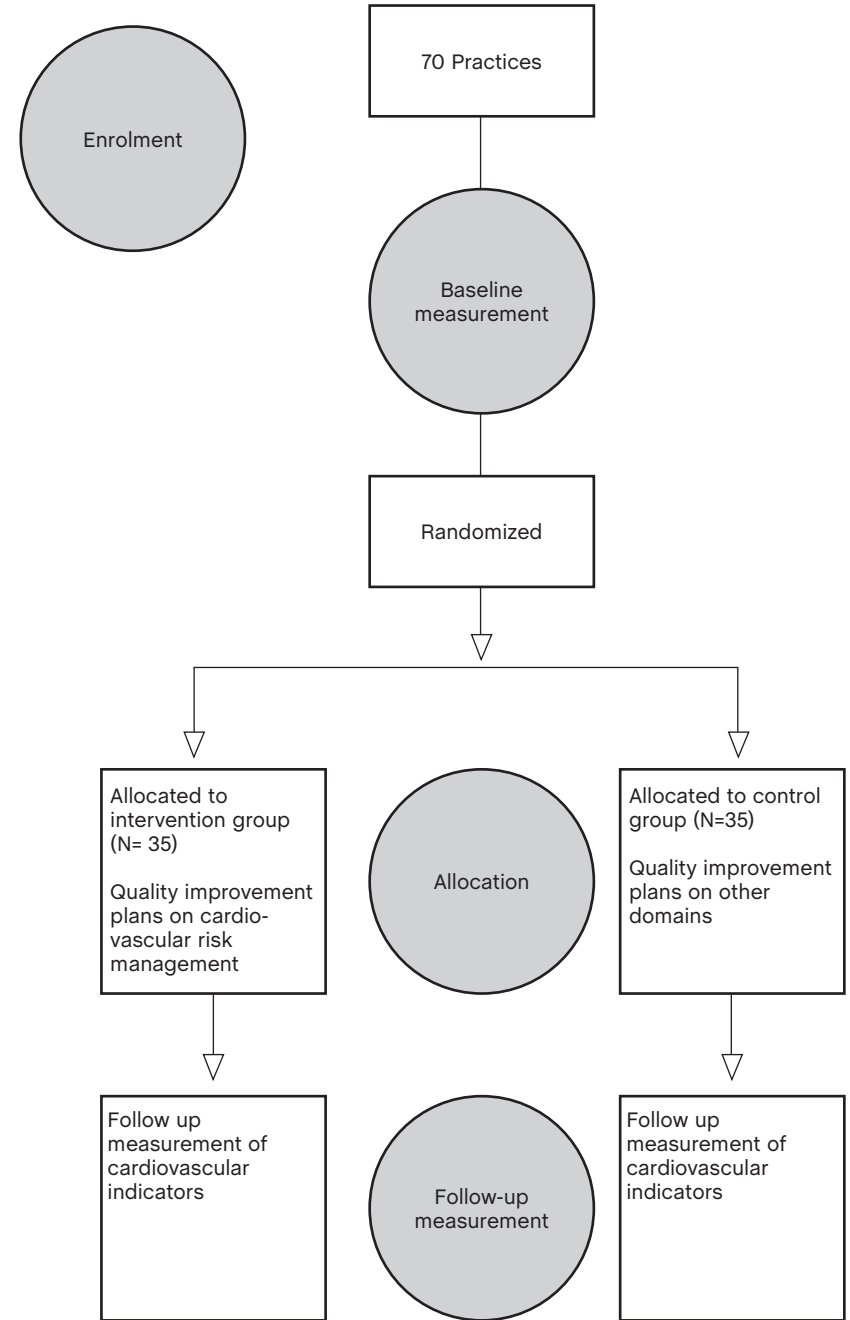 70 Practices
Enrolment
Baseline
measurement
Randomized
Allocated to
intervention group
(N= 35)
Quality improvement
plans on cardio-
vascular risk
management
Allocation
Allocated to control
group (N=35)
Quality improvement
plans on other
domains
Follow up
measurement of
cardiovascular
indicators
Follow-up
measurement
Follow up
measurement of
cardiovascular
indicators